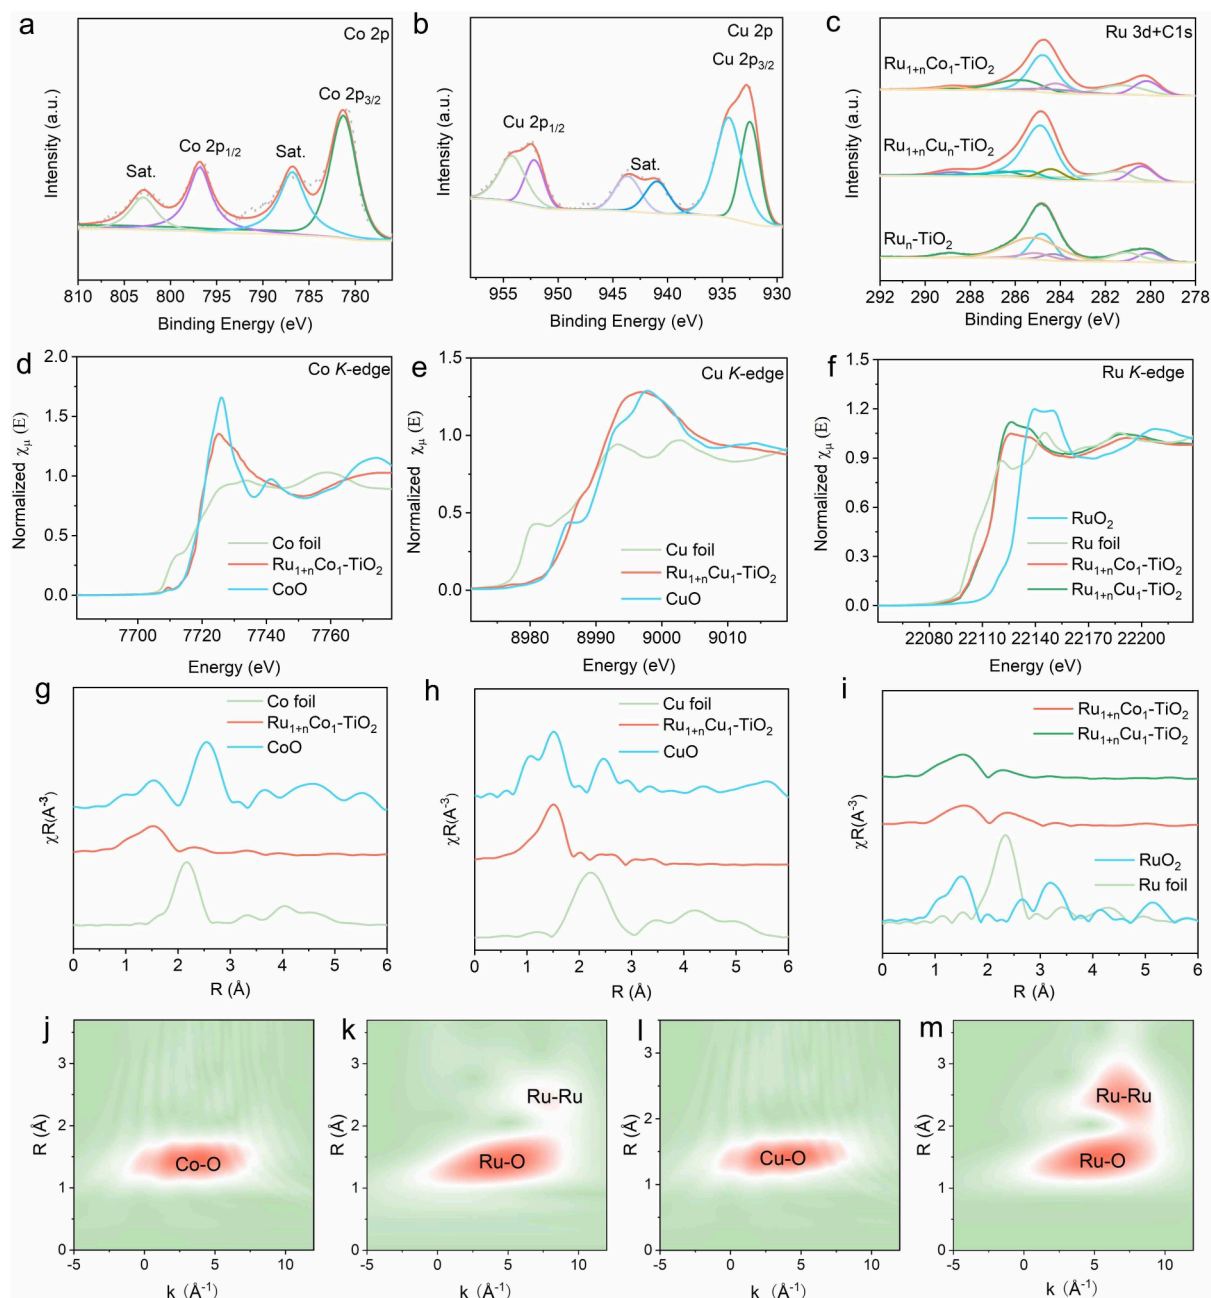 a
Co 2p
Co 2p3/2
Co 2p1/2
Sat.
Sat.
Intensity (a.u.)
810 805 800 795 790 785 780
Binding Energy (eV)
b
Cu 2p
Cu 2p3/2
Cu 2p1/2
Sat.
Intensity (a.u.)
955 950 945 940 935 930
Binding Energy (eV)
c
Ru 3d+C1s
Ru1+nCo1-TiO2
Ru1+nCun-TiO2
Run-TiO2
Intensity (a.u.)
292 290 288 286 284 282 280 278
Binding Energy (eV)
d
Co K-edge
2.0
1.5
1.0
0.5
0.0
Normalized χμ (E)
Co foil
Ru1+nCo1-TiO2
CoO
7700 7720 7740 7760
Energy (eV)
e
Cu K-edge
1.5
1.0
0.5
0.0
Normalized χμ (E)
Cu foil
Ru1+nCu1-TiO2
CuO
8980 8990 9000 9010
Energy (eV)
f
Ru K-edge
1.5
1.2
0.9
0.6
0.3
0.0
Normalized χμ (E)
RuO2
Ru foil
Ru1+nCo1-TiO2
Ru1+nCu1-TiO2
22080 22110 22140 22170 22200
Energy (eV)
g
Co foil
Ru1+nCo1-TiO2
CoO
χR(A-3)
0 1 2 3 4 5 6
R (Å)
h
Cu foil
Ru1+nCu1-TiO2
CuO
χR(A-3)
0 1 2 3 4 5 6
R (Å)
i
Ru1+nCo1-TiO2
Ru1+nCu1-TiO2
RuO2
Ru foil
χR(A-3)
0 1 2 3 4 5 6
R (Å)
j
3
2
1
0
R (Å)
Co-O
-5 0 5 10
k (Å-1)
k
3
2
1
0
R (Å)
Ru-Ru
Ru-O
-5 0 5 10
k (Å-1)
l
3
2
1
0
R (Å)
Cu-O
-5 0 5 10
k (Å-1)
m
3
2
1
0
R (Å)
Ru-Ru
Ru-O
-5 0 5 10
k (Å-1)